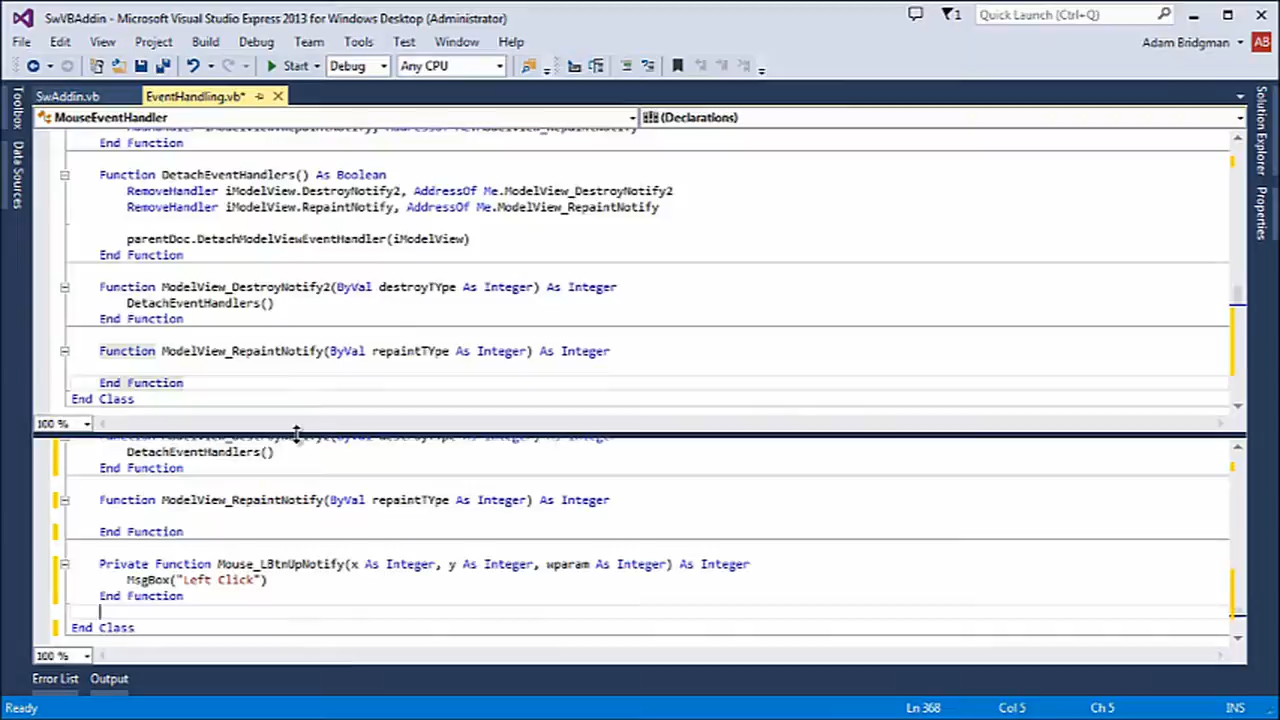 SwVBAddin - Microsoft Visual Studio Express 2013 for Windows Desktop (Administrator)
1
Quick Launch (Ctrl+Q)
File Edit View Project Build Debug Team Tools Test Window Help
Adam Bridgman AB
Start Debug Any CPU
SwAddin.vb EventHandling.vb*
MouseEventHandler (Declarations)
Toolbox
Data Sources
Solution Explorer
Properties
End Function
Function DetachEventHandlers() As Boolean
RemoveHandler iModelView.DestroyNotify2, AddressOf Me.ModelView_DestroyNotify2
RemoveHandler iModelView.RepaintNotify, AddressOf Me.ModelView_RepaintNotify
parentDoc.DetachModelViewEventHandler(iModelView)
End Function
Function ModelView_DestroyNotify2(ByVal destroyTYpe As Integer) As Integer
DetachEventHandlers()
End Function
Function ModelView_RepaintNotify(ByVal repaintTYpe As Integer) As Integer
End Function
End Class
100 %
DetachEventHandlers()
End Function
Function ModelView_RepaintNotify(ByVal repaintTYpe As Integer) As Integer
End Function
Private Function Mouse_LBtnUpNotify(x As Integer, y As Integer, wparam As Integer) As Integer
MsgBox("Left Click")
End Function
End Class
100 %
Error List Output
Ready Ln 368 Col 5 Ch 5 INS